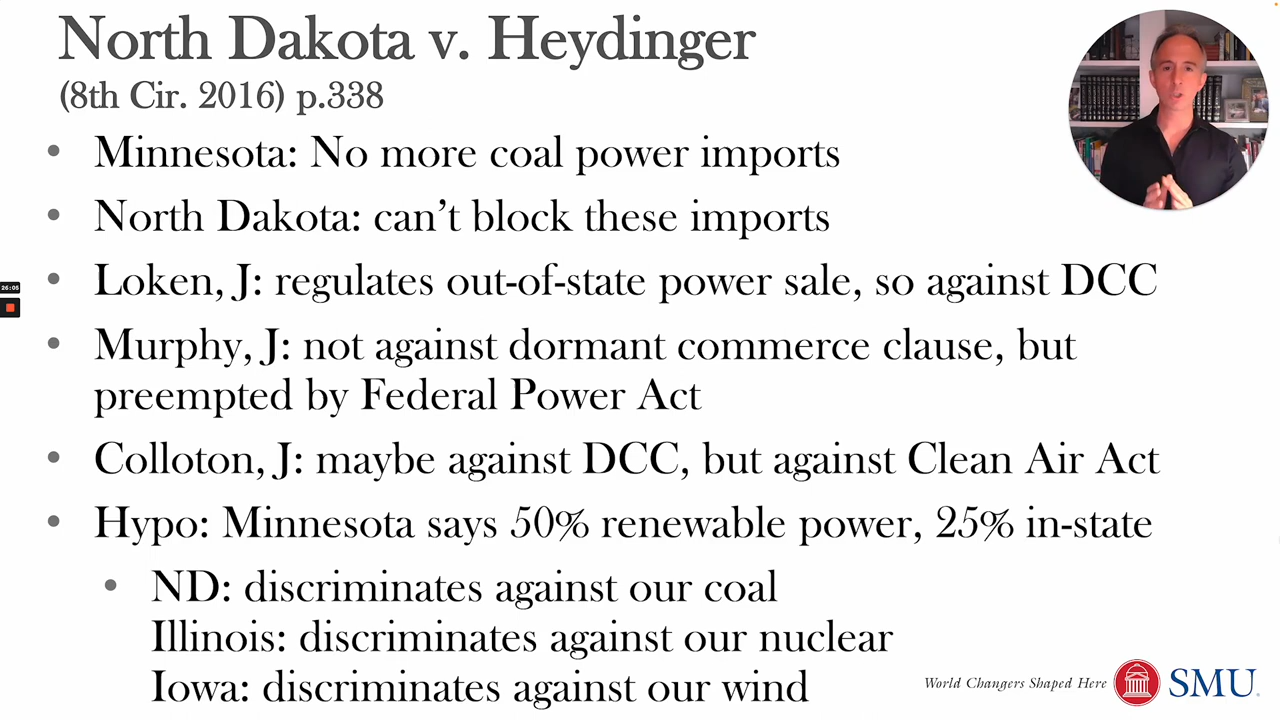 North Dakota v. Heydinger
(8th Cir. 2016) p.338
• Minnesota: No more coal power imports
• North Dakota: can’t block these imports
• Loken, J: regulates out-of-state power sale, so against DCC
• Murphy, J: not against dormant commerce clause, but
preempted by Federal Power Act
• Colloton, J: maybe against DCC, but against Clean Air Act
• Hypo: Minnesota says 50% renewable power, 25% in-state
• ND: discriminates against our coal
Illinois: discriminates against our nuclear
Iowa: discriminates against our wind
26:05
World Changers Shaped Here
SMU